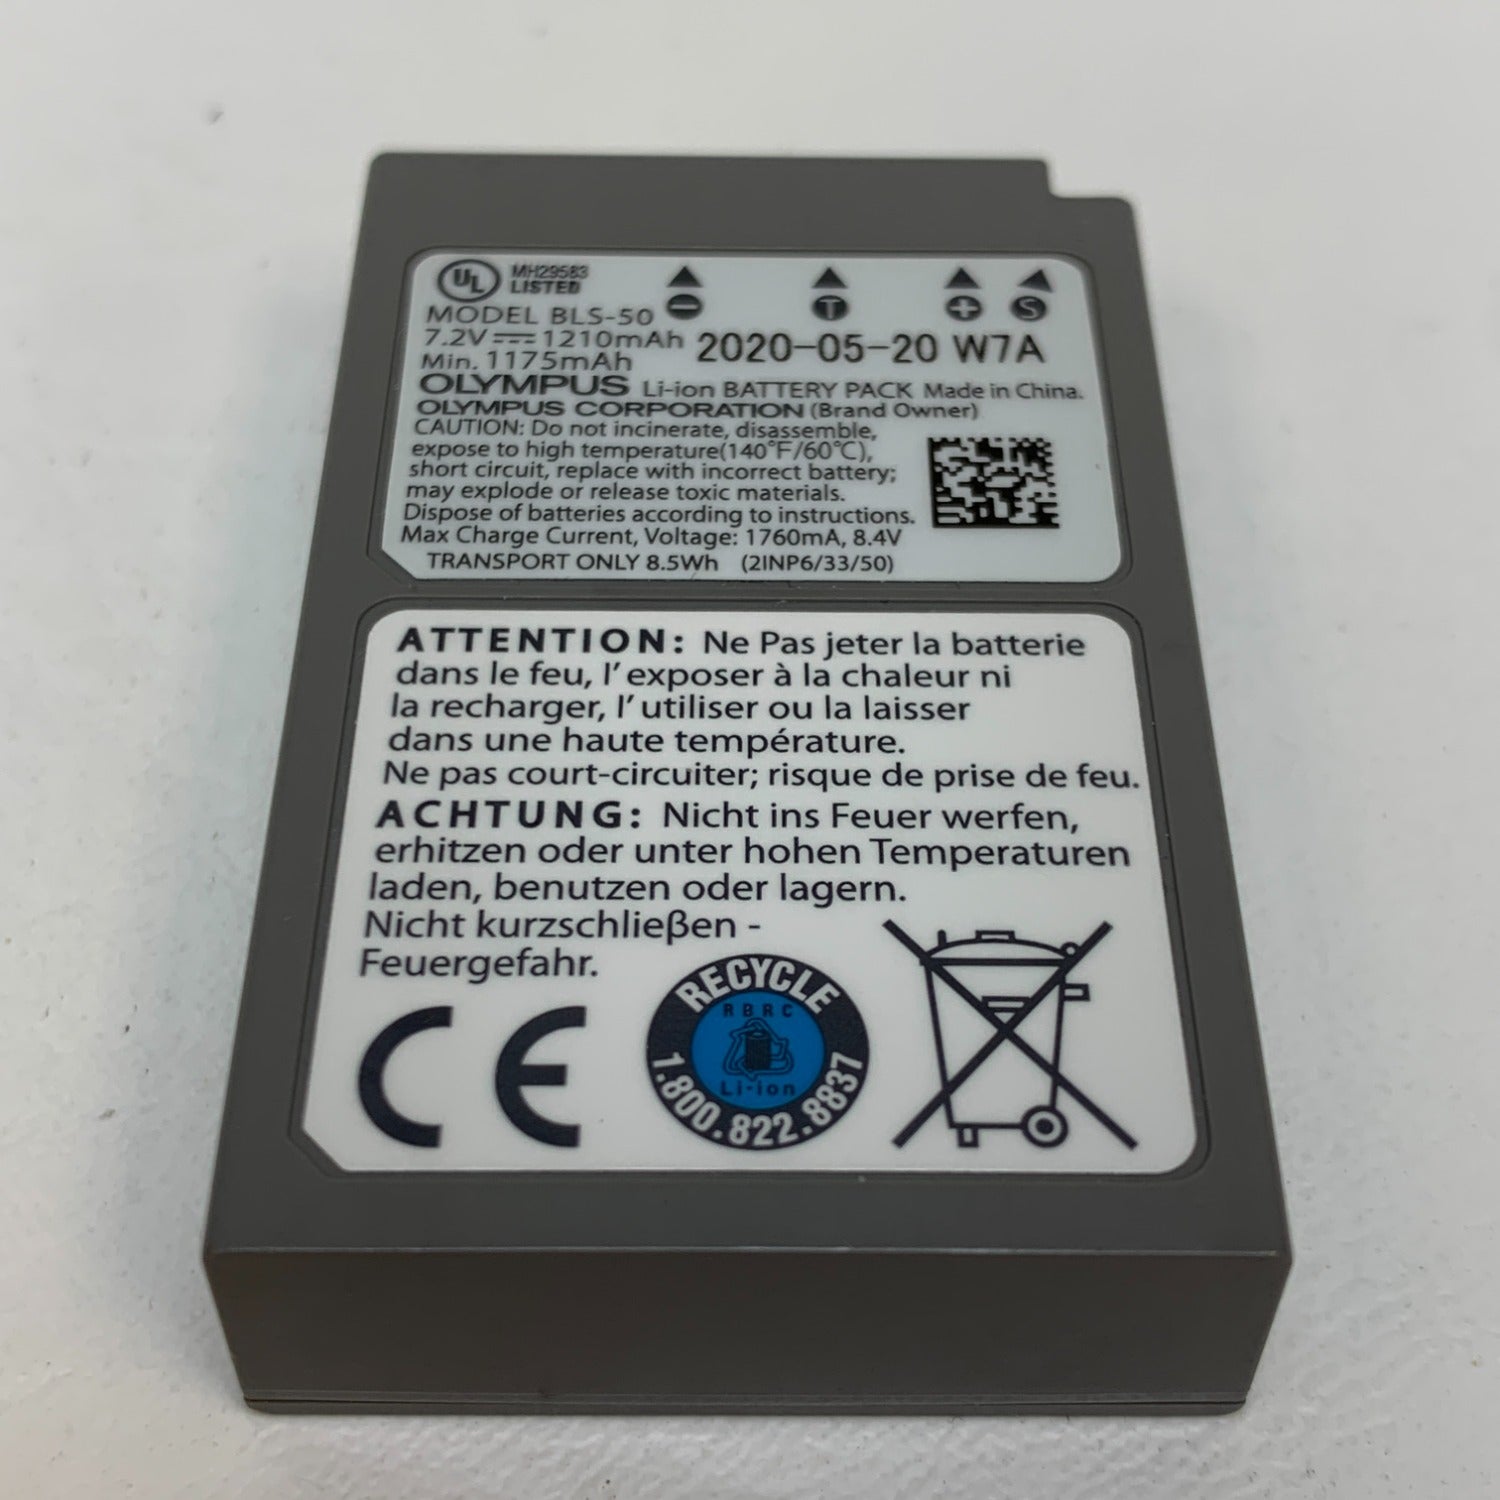 UL MH29583
LISTED
MODEL BLS-50
− T + S
7.2V⎓1210mAh
Min. 1175mAh
2020-05-20 W7A
OLYMPUS Li-ion BATTERY PACK Made in China.
OLYMPUS CORPORATION (Brand Owner)
CAUTION: Do not incinerate, disassemble,
expose to high temperature(140°F/60°C),
short circuit, replace with incorrect battery;
may explode or release toxic materials.
Dispose of batteries according to instructions.
Max Charge Current, Voltage: 1760mA, 8.4V
TRANSPORT ONLY 8.5Wh (2INP6/33/50)
ATTENTION: Ne Pas jeter la batterie
dans le feu, l'exposer à la chaleur ni
la recharger, l'utiliser ou la laisser
dans une haute température.
Ne pas court-circuiter; risque de prise de feu.
ACHTUNG: Nicht ins Feuer werfen,
erhitzen oder unter hohen Temperaturen
laden, benutzen oder lagern.
Nicht kurzschließen -
Feuergefahr.
CE
RECYCLE
RBRC
Li-ion
1.800.822.8837